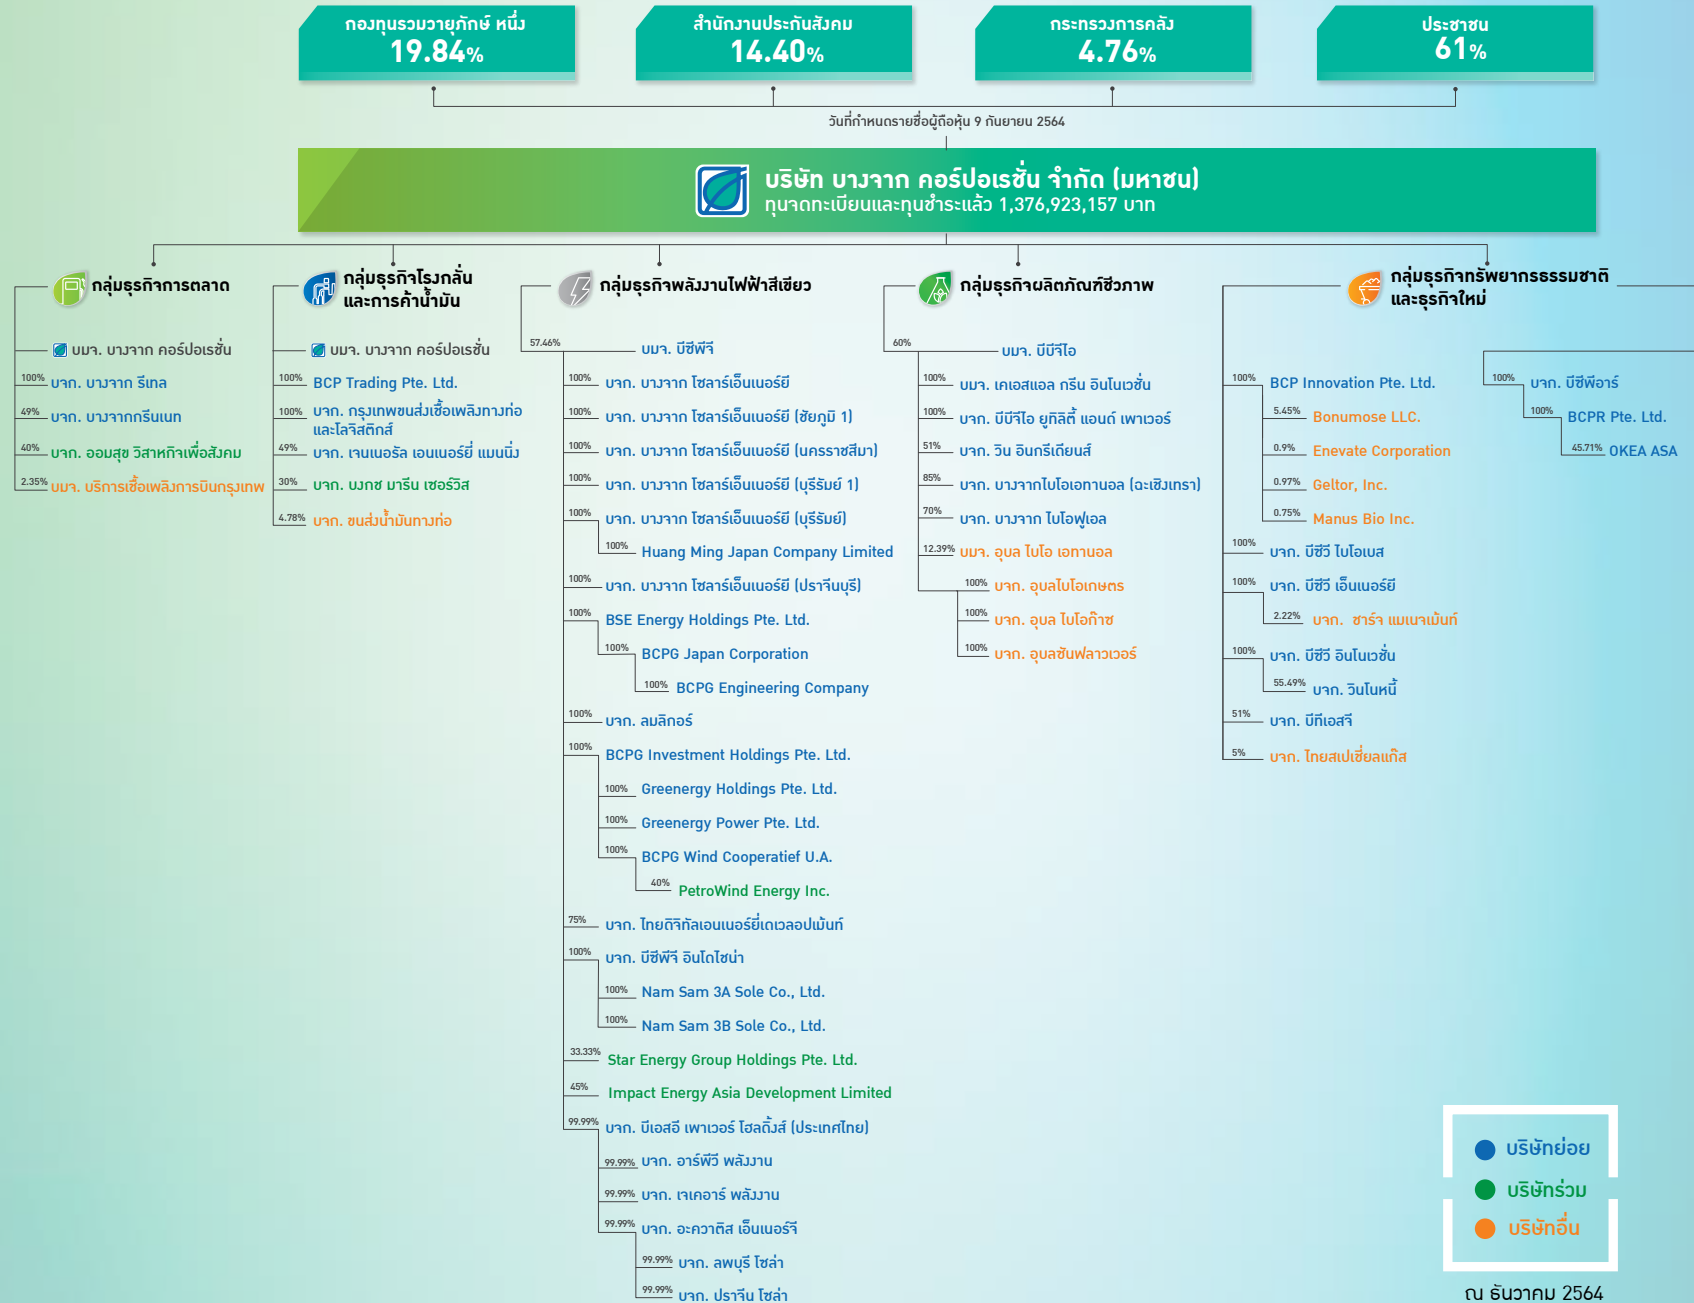 กองทุนรวมวายุภักษ์ หนึ่ง
19.84%
สำนักงานประกันสังคม
14.40%
กระทรวงการคลัง
4.76%
ประชาชน
61%
วันที่กำหนดรายชื่อผู้ถือหุ้น 9 กันยายน 2564
บริษัท บางจาก คอร์ปอเรชั่น จำกัด (มหาชน)
ทุนจดทะเบียนและทุนชำระแล้ว 1,376,923,157 บาท
กลุ่มธุรกิจการตลาด
บมจ. บางจาก คอร์ปอเรชั่น
100% บจก. บางจาก รีเทล
49% บจก. บางจากกรีนเนท
40% บจก. ออมสุข วิสาหกิจเพื่อสังคม
2.35% บมจ. บริการเชื้อเพลิงการบินกรุงเทพ
กลุ่มธุรกิจโรงกลั่น
และการค้าน้ำมัน
บมจ. บางจาก คอร์ปอเรชั่น
100% BCP Trading Pte. Ltd.
100% บจก. กรุงเทพขนส่งเชื้อเพลิงทางท่อ
และโลจิสติกส์
49% บจก. เจนเนอรัล เอนเนอร์ยี่ แมนนิ่ง
30% บจก. บงกช มารีน เซอร์วิส
4.78% บจก. ขนส่งน้ำมันทางท่อ
กลุ่มธุรกิจพลังงานไฟฟ้าสีเขียว
57.46% บมจ. บีซีพีจี
100% บจก. บางจาก โซลาร์เอ็นเนอร์ยี
100% บจก. บางจาก โซลาร์เอ็นเนอร์ยี (ชัยภูมิ 1)
100% บจก. บางจาก โซลาร์เอ็นเนอร์ยี (นครราชสีมา)
100% บจก. บางจาก โซลาร์เอ็นเนอร์ยี (บุรีรัมย์ 1)
100% บจก. บางจาก โซลาร์เอ็นเนอร์ยี (บุรีรัมย์)
100% Huang Ming Japan Company Limited
100% บจก. บางจาก โซลาร์เอ็นเนอร์ยี (ปราจีนบุรี)
100% BSE Energy Holdings Pte. Ltd.
100% BCPG Japan Corporation
100% BCPG Engineering Company
100% บจก. ลมลิกอร์
100% BCPG Investment Holdings Pte. Ltd.
100% Greenergy Holdings Pte. Ltd.
100% Greenergy Power Pte. Ltd.
100% BCPG Wind Cooperatief U.A.
40% PetroWind Energy Inc.
75% บจก. ไทยดิจิทัลเอนเนอร์ยี่เดเวลอปเม้นท์
100% บจก. บีซีพีจี อินโดไชน่า
100% Nam Sam 3A Sole Co., Ltd.
100% Nam Sam 3B Sole Co., Ltd.
33.33% Star Energy Group Holdings Pte. Ltd.
45% Impact Energy Asia Development Limited
99.99% บจก. บีเอสอี เพาเวอร์ โฮลดิ้งส์ (ประเทศไทย)
99.99% บจก. อาร์พีวี พลังงาน
99.99% บจก. เจเคอาร์ พลังงาน
99.99% บจก. อะควาติส เอ็นเนอร์จี
99.99% บจก. ลพบุรี โซล่า
99.99% บจก. ปราจีน โซล่า
กลุ่มธุรกิจผลิตภัณฑ์ชีวภาพ
60% บมจ. บีบีจีไอ
100% บมจ. เคเอสแอล กรีน อินโนเวชั่น
100% บจก. บีบีจีไอ ยูทิลิตี้ แอนด์ เพาเวอร์
51% บจก. วิน อินกรีเดียนส์
85% บจก. บางจากไบโอเอทานอล (ฉะเชิงเทรา)
70% บจก. บางจาก ไบโอฟูเอล
12.39% บมจ. อุบล ไบโอ เอทานอล
100% บจก. อุบลไบโอเกษตร
100% บจก. อุบล ไบโอก๊าซ
100% บจก. อุบลซันฟลาวเวอร์
กลุ่มธุรกิจทรัพยากรธรรมชาติ
และธุรกิจใหม่
100% BCP Innovation Pte. Ltd.
5.45% Bonumose LLC.
0.9% Enevate Corporation
0.97% Geltor, Inc.
0.75% Manus Bio Inc.
100% บจก. บีซีวี ไบโอเบส
100% บจก. บีซีวี เอ็นเนอร์ยี
2.22% บจก. ชาร์จ แมเนจเม้นท์
100% บจก. บีซีวี อินโนเวชั่น
55.49% บจก. วินโนหนี้
51% บจก. บีทีเอสจี
5% บจก. ไทยสเปเชี่ยลแก๊ส
100% บจก. บีซีพีอาร์
100% BCPR Pte. Ltd.
45.71% OKEA ASA
บริษัทย่อย
บริษัทร่วม
บริษัทอื่น
ณ ธันวาคม 2564